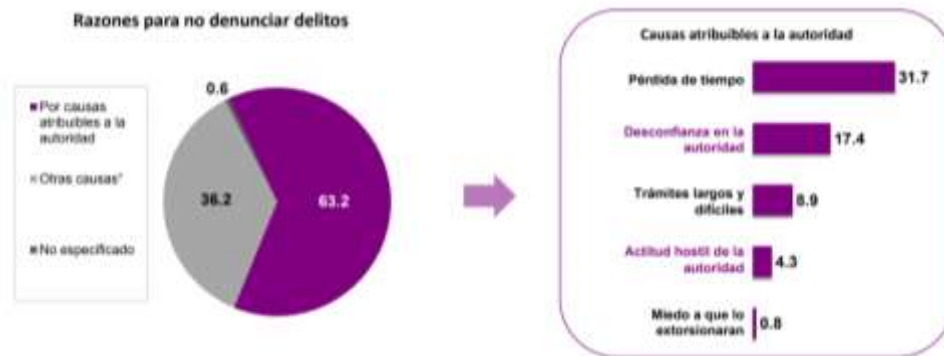 Razones para no denunciar delitos
Por causas
atribuibles a la
autoridad
Otras causas*
No especificado
0.6
36.2
63.2
Causas atribuibles a la autoridad
Pérdida de tiempo
31.7
Desconfianza en la
autoridad
17.4
Trámites largos y
difíciles
8.9
Actitud hostil de la
autoridad
4.3
Miedo a que lo
extorsionaran
0.8